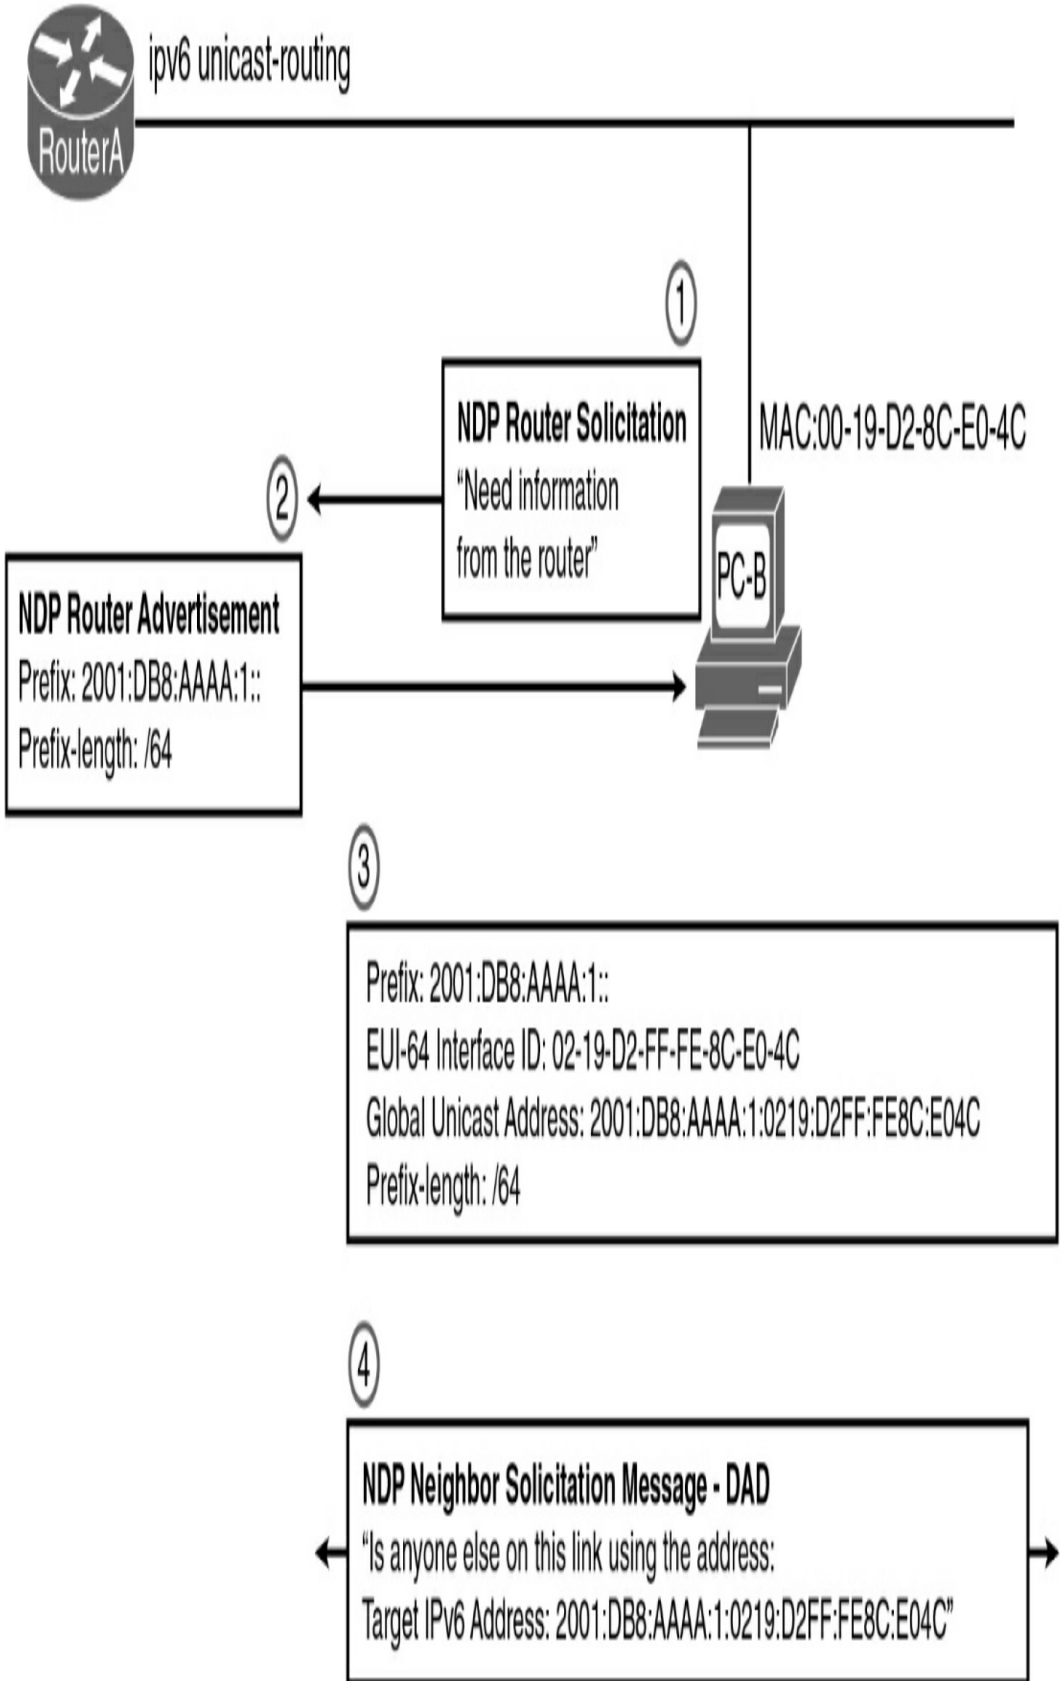 ipv6 unicast-routing
RouterA
1
NDP Router Solicitation
“Need information
from the router”
MAC:00-19-D2-8C-E0-4C
PC-B
2
NDP Router Advertisement
Prefix: 2001:DB8:AAAA:1::
Prefix-length: /64
3
Prefix: 2001:DB8:AAAA:1::
EUI-64 Interface ID: 02-19-D2-FF-FE-8C-E0-4C
Global Unicast Address: 2001:DB8:AAAA:1:0219:D2FF:FE8C:E04C
Prefix-length: /64
4
NDP Neighbor Solicitation Message - DAD
“Is anyone else on this link using the address:
Target IPv6 Address: 2001:DB8:AAAA:1:0219:D2FF:FE8C:E04C”